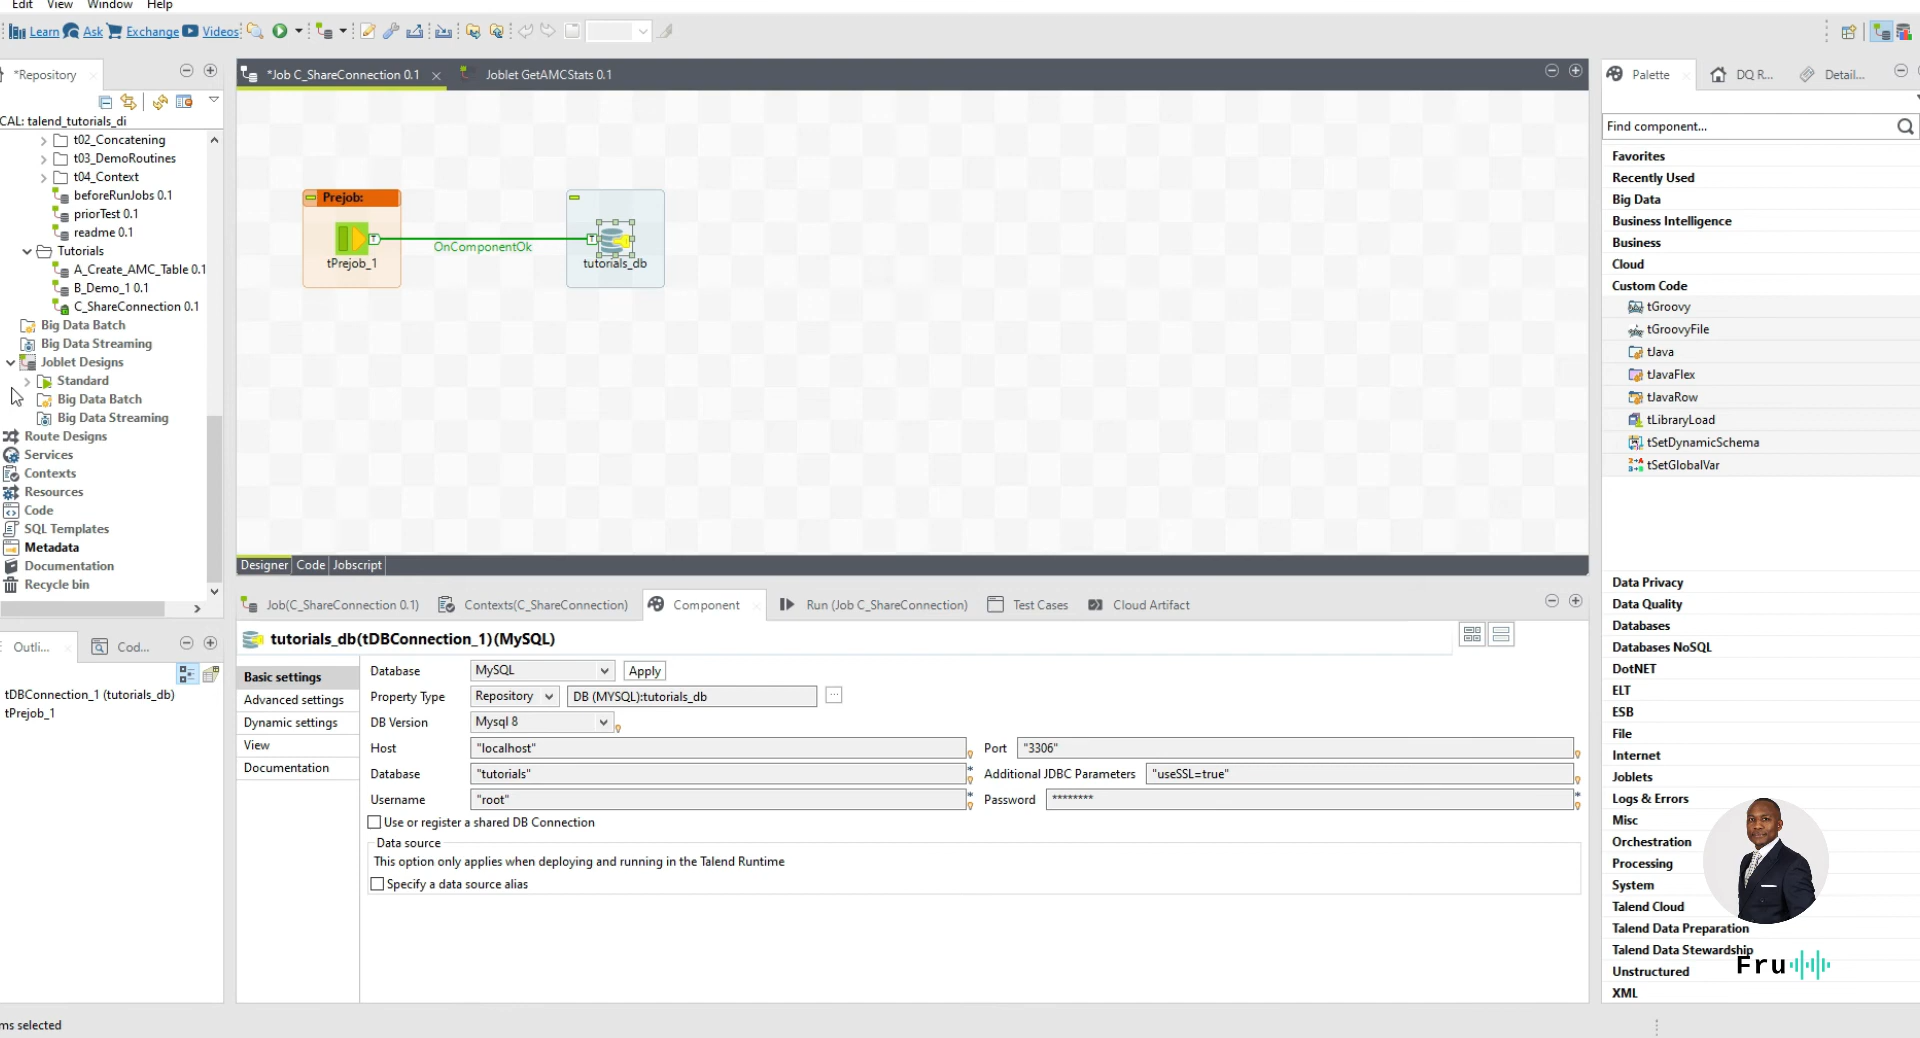 Edit View Window Help
Learn Ask Exchange Videos
*Repository
*Job C_ShareConnection 0.1
Joblet GetAMCStats 0.1
Palette
DQ R...
Detail...
CAL: talend_tutorials_di
Find component...
t02_Concatening
t03_DemoRoutines
t04_Context
beforeRunJobs 0.1
priorTest 0.1
readme 0.1
Tutorials
A_Create_AMC_Table 0.1
B_Demo_1 0.1
C_ShareConnection 0.1
Big Data Batch
Big Data Streaming
Joblet Designs
Standard
Big Data Batch
Big Data Streaming
Route Designs
Services
Contexts
Resources
Code
SQL Templates
Metadata
Documentation
Recycle bin
Prejob:
OnComponentOk
tPrejob_1
tutorials_db
Favorites
Recently Used
Big Data
Business Intelligence
Business
Cloud
Custom Code
tGroovy
tGroovyFile
tJava
tJavaFlex
tJavaRow
tLibraryLoad
tSetDynamicSchema
tSetGlobalVar
Data Privacy
Data Quality
Databases
Databases NoSQL
DotNET
ELT
ESB
File
Internet
Joblets
Logs & Errors
Misc
Orchestration
Processing
System
Talend Cloud
Talend Data Preparation
Talend Data Stewardship
Unstructured
XML
Designer Code Jobscript
Job(C_ShareConnection 0.1)
Contexts(C_ShareConnection)
Component
Run (Job C_ShareConnection)
Test Cases
Cloud Artifact
Outli...
Cod...
tDBConnection_1 (tutorials_db)
tPrejob_1
tutorials_db(tDBConnection_1)(MySQL)
Basic settings
Advanced settings
Dynamic settings
View
Documentation
Database MySQL Apply
Property Type Repository DB (MYSQL):tutorials_db ...
DB Version Mysql 8
Host "localhost" Port "3306"
Database "tutorials" * Additional JDBC Parameters "useSSL=true"
Username "root" * Password ******** *
Use or register a shared DB Connection
Data source
This option only applies when deploying and running in the Talend Runtime
Specify a data source alias
Fru
ms selected